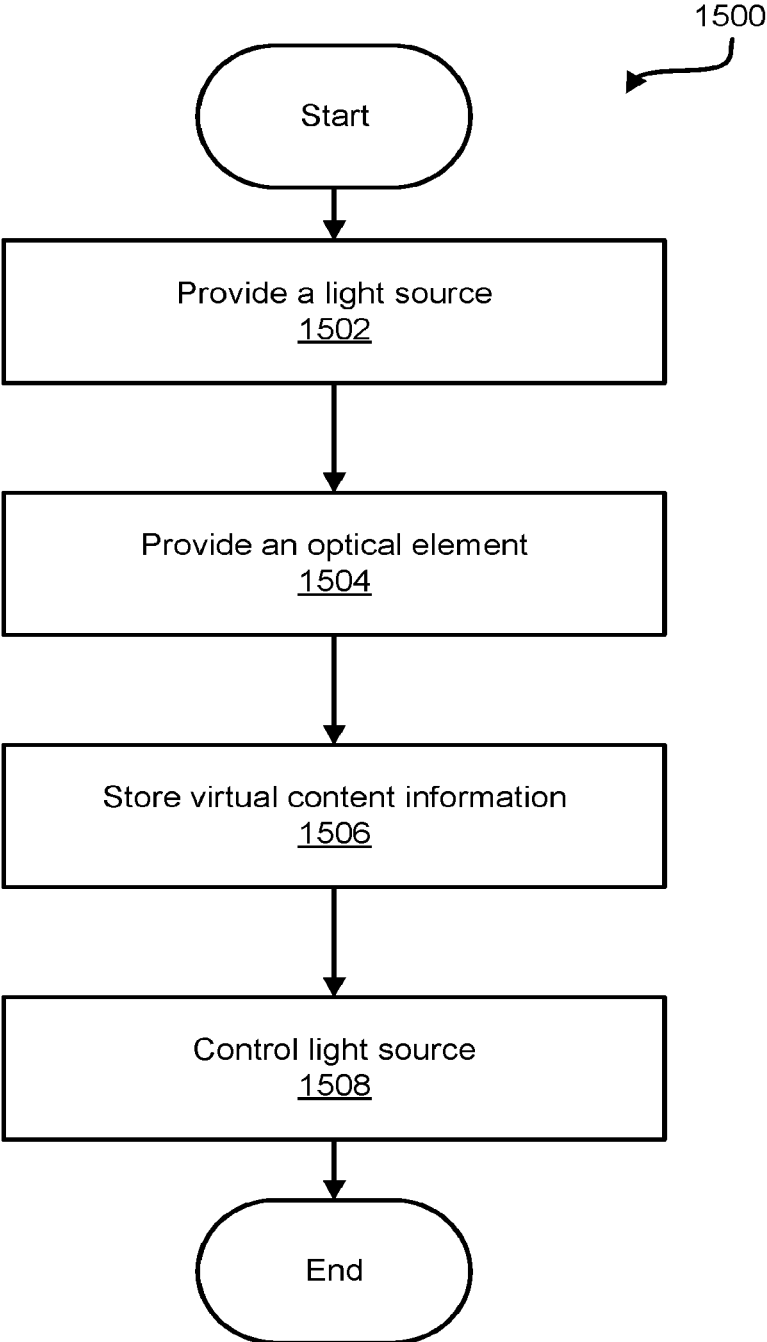 1500
Start
Provide a light source
1502
Provide an optical element
1504
Store virtual content information
1506
Control light source
1508
End